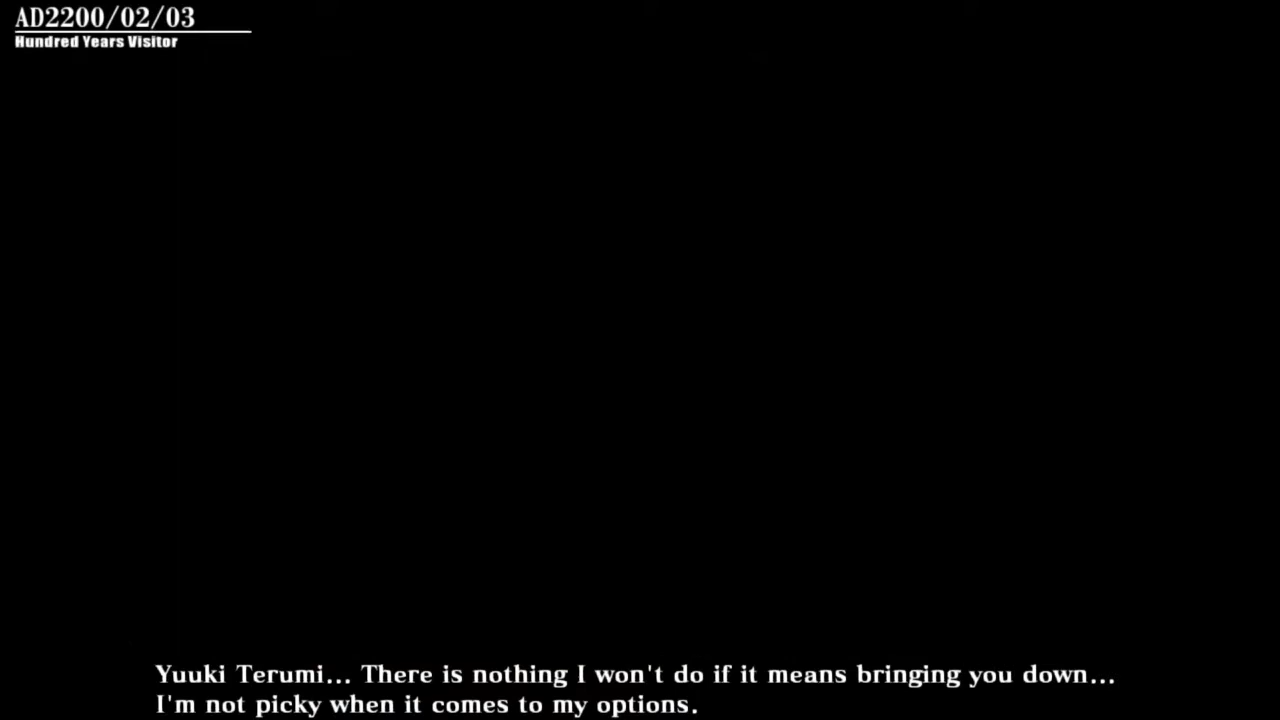 AD2200/02/03
Hundred Years Visitor
Yuuki Terumi... There is nothing I won't do if it means bringing you down...
I'm not picky when it comes to my options.